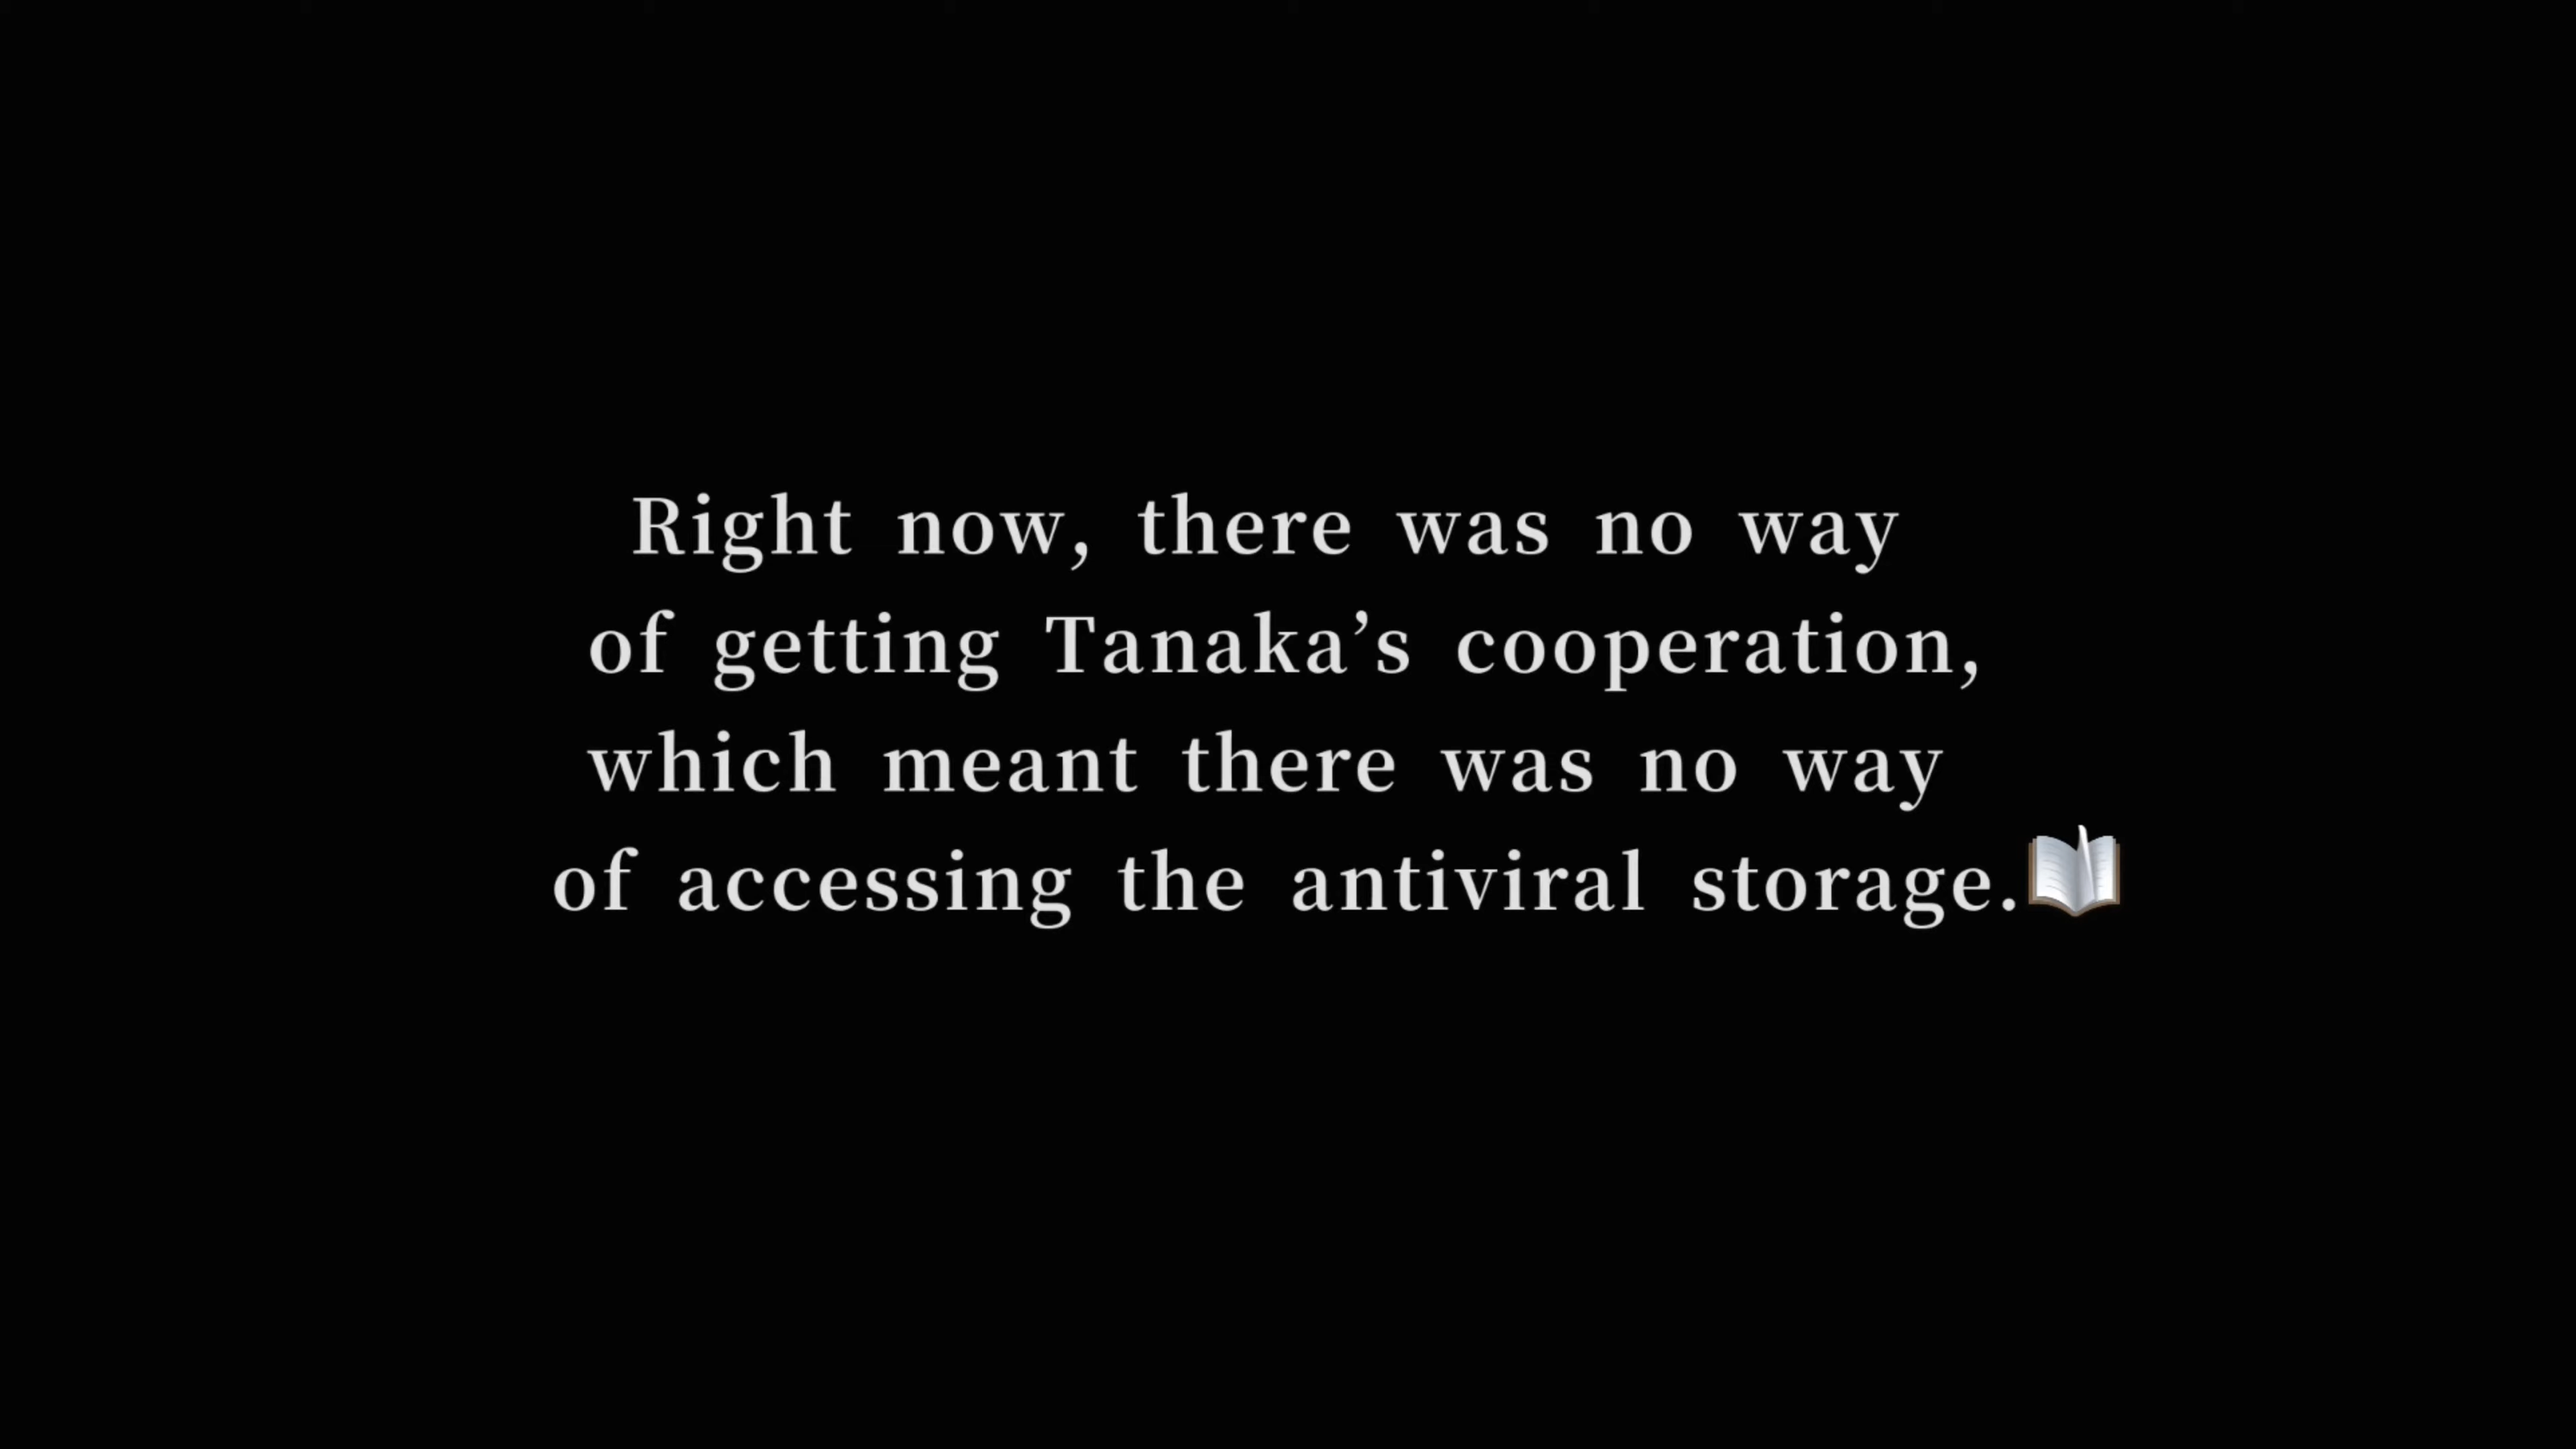 Right now, there was no way
of getting Tanaka’s cooperation,
which meant there was no way
of accessing the antiviral storage.